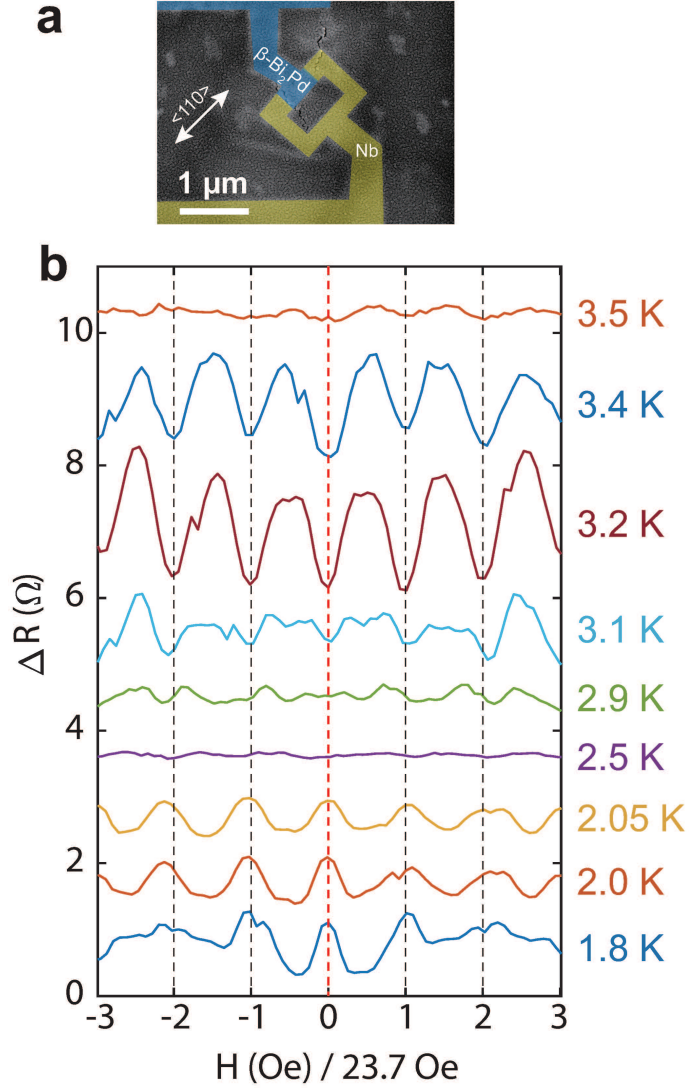 a
β-Bi₂Pd
<110>
Nb
1 μm
b
10
8
6
4
2
0
Δ R (Ω)
3.5 K
3.4 K
3.2 K
3.1 K
2.9 K
2.5 K
2.05 K
2.0 K
1.8 K
-3 -2 -1 0 1 2 3
H (Oe) / 23.7 Oe